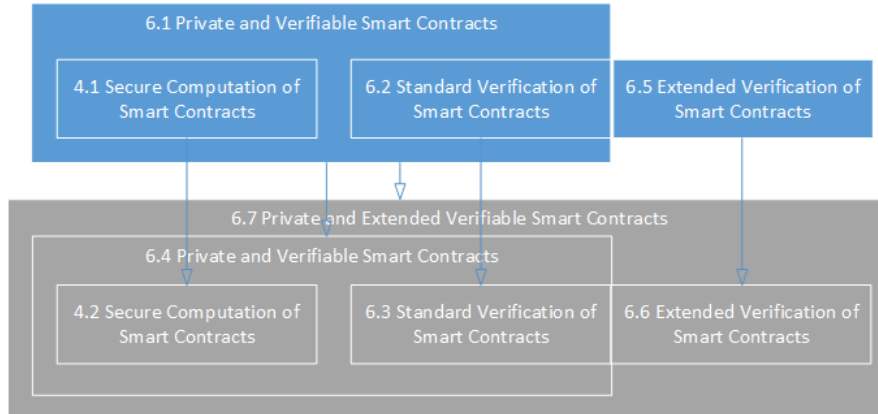 6.1 Private and Verifiable Smart Contracts
4.1 Secure Computation of
Smart Contracts
6.2 Standard Verification of
Smart Contracts
6.5 Extended Verification of
Smart Contracts
6.7 Private and Extended Verifiable Smart Contracts
6.4 Private and Verifiable Smart Contracts
4.2 Secure Computation of
Smart Contracts
6.3 Standard Verification of
Smart Contracts
6.6 Extended Verification of
Smart Contracts